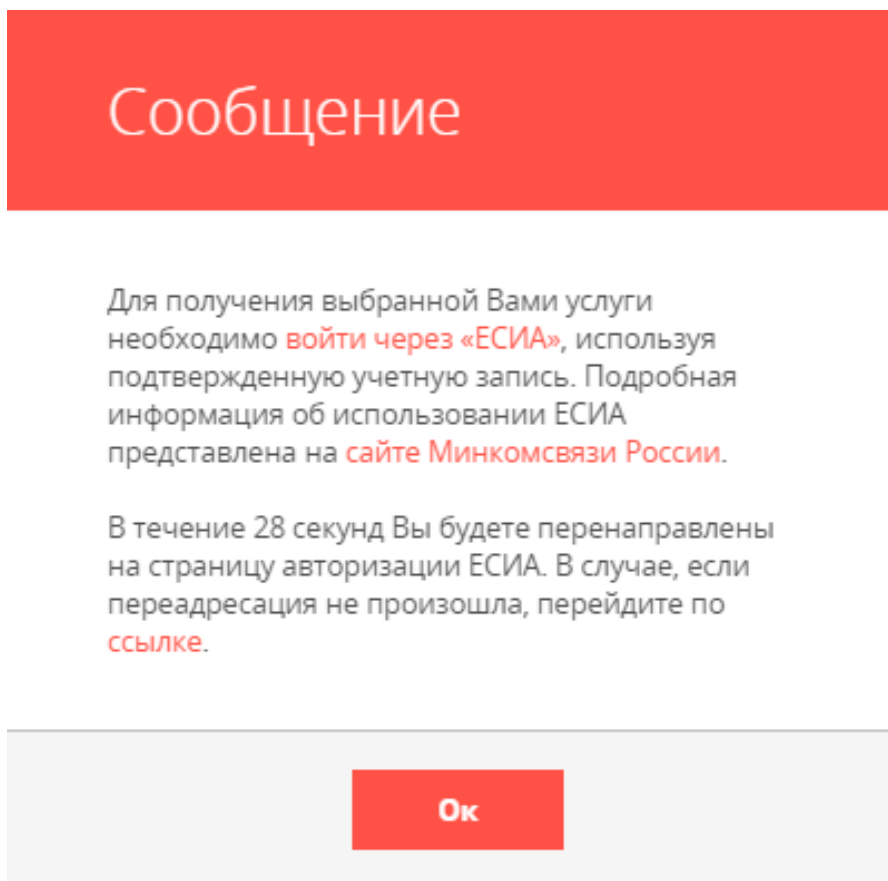 Сообщение
Для получения выбранной Вами услуги
необходимо войти через «ЕСИА», используя
подтвержденную учетную запись. Подробная
информация об использовании ЕСИА
представлена на сайте Минкомсвязи России.
В течение 28 секунд Вы будете перенаправлены
на страницу авторизации ЕСИА. В случае, если
переадресация не произошла, перейдите по
ссылке.
Ок